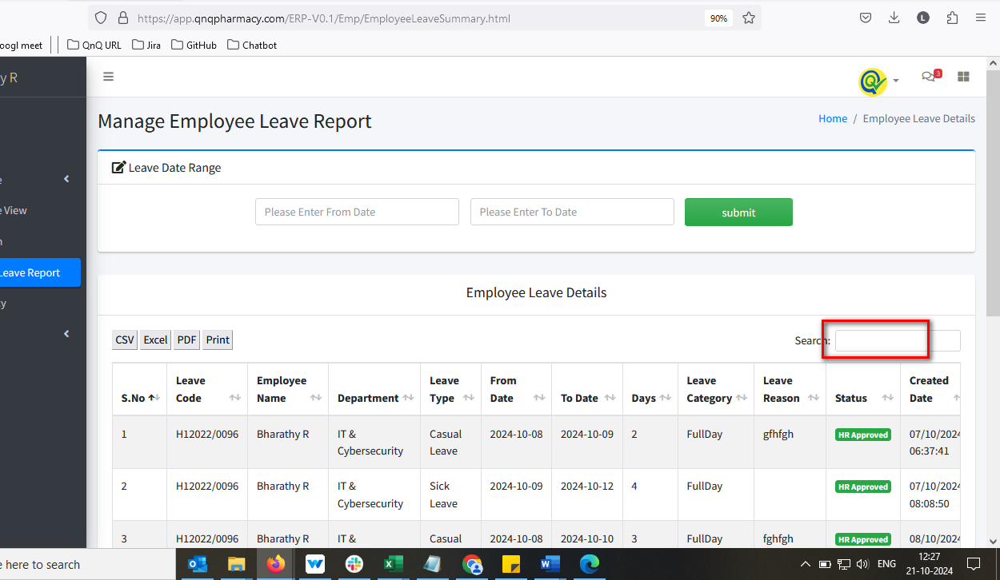 https://app.qnqpharmacy.com/ERP-V0.1/Emp/EmployeeLeaveSummary.html 90%
oogl meet QnQ URL Jira GitHub Chatbot
y R
3
Manage Employee Leave Report
Home / Employee Leave Details
e
e View
n
Leave Report
cy
Leave Date Range
Please Enter From Date Please Enter To Date submit
Employee Leave Details
CSV Excel PDF Print Search:
S.No Leave Code Employee Name Department Leave Type From Date To Date Days Leave Category Leave Reason Status Created Date
1 H12022/0096 Bharathy R IT & Casual 2024-10-08 2024-10-09 2 FullDay gfhfgh HR Approved 07/10/2024
Cybersecurity Leave 06:37:41
2 H12022/0096 Bharathy R IT & Sick 2024-10-09 2024-10-12 4 FullDay HR Approved 07/10/2024
Cybersecurity Leave 08:08:50
3 H12022/0096 Bharathy R IT & Casual 2024-10-08 2024-10-10 3 FullDay fghfgh HR Approved 08/10/2024
e here to search ENG 12:27
21-10-2024